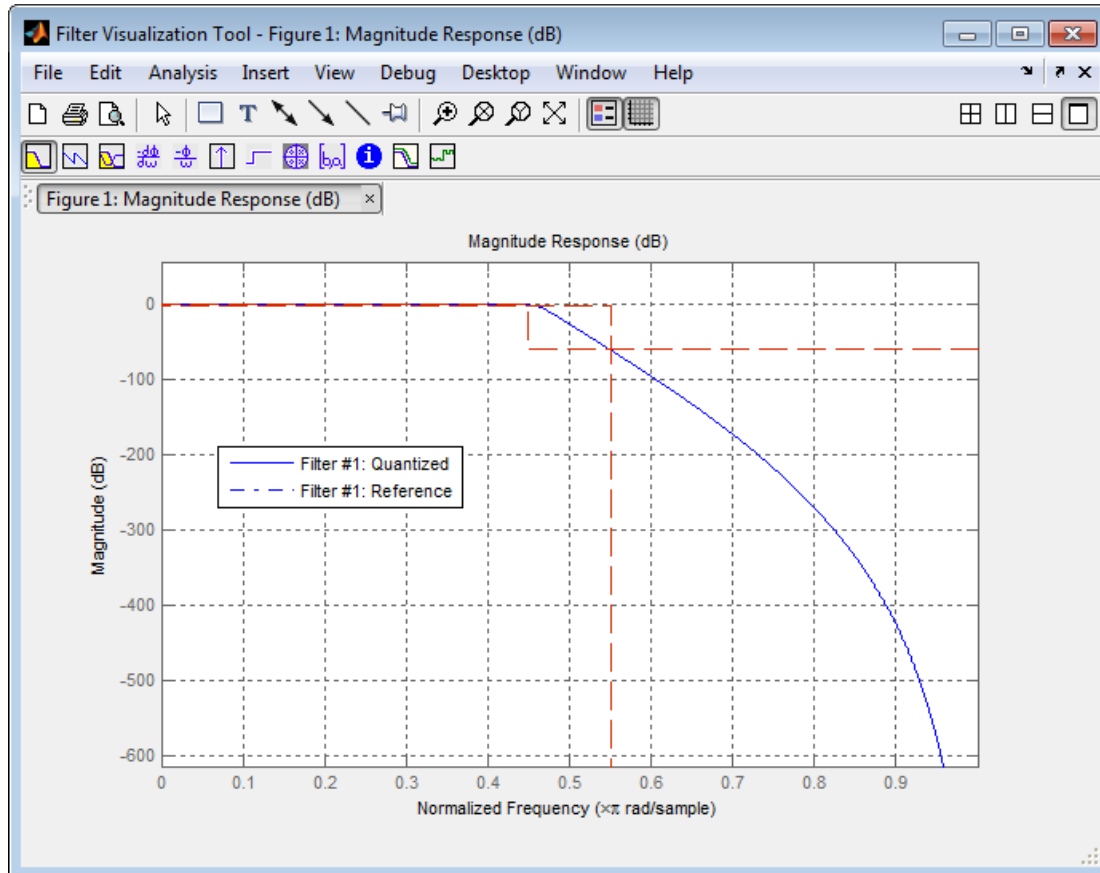 Filter Visualization Tool - Figure 1: Magnitude Response (dB)
File Edit Analysis Insert View Debug Desktop Window Help
Figure 1: Magnitude Response (dB) ×
Magnitude Response (dB)
0
-100
-200
-300
-400
-500
-600
Magnitude (dB)
Filter #1: Quantized
Filter #1: Reference
0 0.1 0.2 0.3 0.4 0.5 0.6 0.7 0.8 0.9
Normalized Frequency (×π rad/sample)